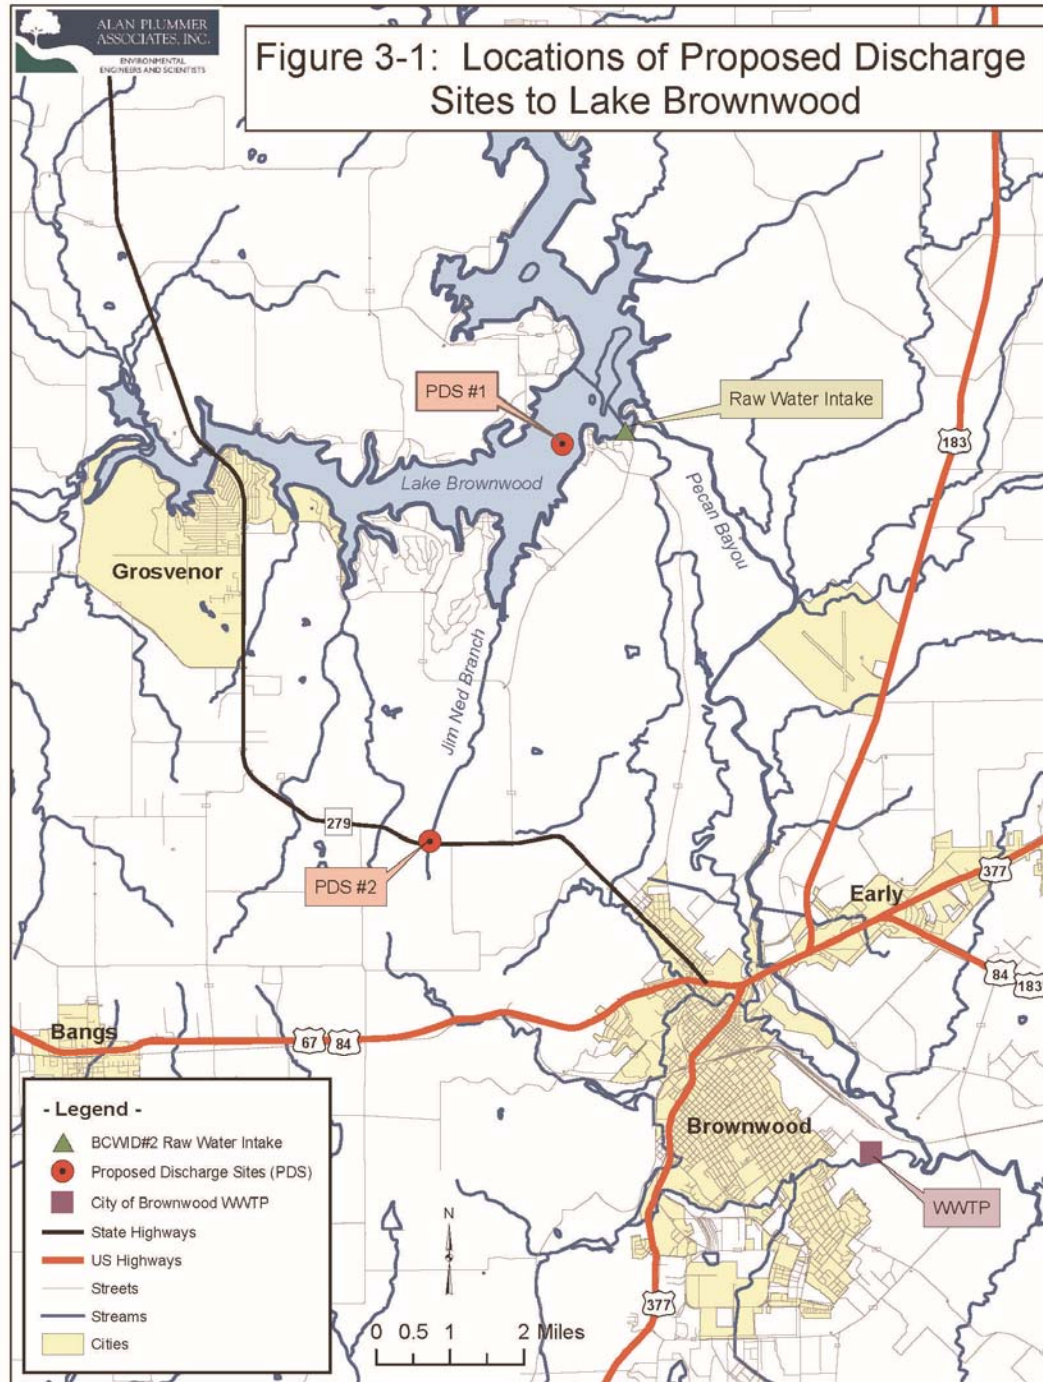 ALAN PLUMMER
ASSOCIATES, INC.
ENVIRONMENTAL
ENGINEERS AND SCIENTISTS
Figure 3-1: Locations of Proposed Discharge
Sites to Lake Brownwood
PDS #1
Raw Water Intake
183
Lake Brownwood
Pecan Bayou
Grosvenor
Jim Ned Branch
279
PDS #2
377
Early
84
183
Bangs
67
84
Brownwood
WWTP
377
- Legend -
BCWID#2 Raw Water Intake
Proposed Discharge Sites (PDS)
City of Brownwood WWTP
State Highways
US Highways
Streets
Streams
Cities
N
0 0.5 1 2 Miles